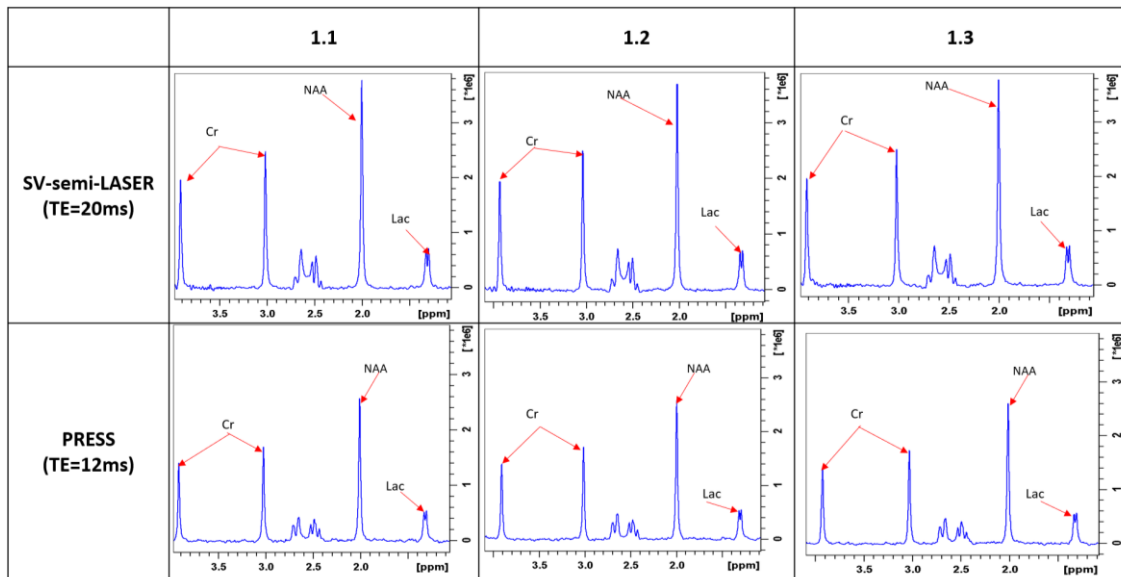 1.1
1.2
1.3
SV-semi-LASER
(TE=20ms)
NAA
Cr
Lac
[*1e6]
3
2
1
0
3.5
3.0
2.5
2.0
[ppm]
NAA
Cr
Lac
[*1e6]
3
2
1
0
3.5
3.0
2.5
2.0
[ppm]
NAA
Cr
Lac
[*1e6]
3
2
1
0
3.5
3.0
2.5
2.0
[ppm]
PRESS
(TE=12ms)
NAA
Cr
Lac
[*1e6]
3
2
1
0
3.5
3.0
2.5
2.0
[ppm]
NAA
Cr
Lac
[*1e6]
3
2
1
0
3.5
3.0
2.5
2.0
[ppm]
NAA
Cr
Lac
[*1e6]
3
2
1
0
3.5
3.0
2.5
2.0
[ppm]